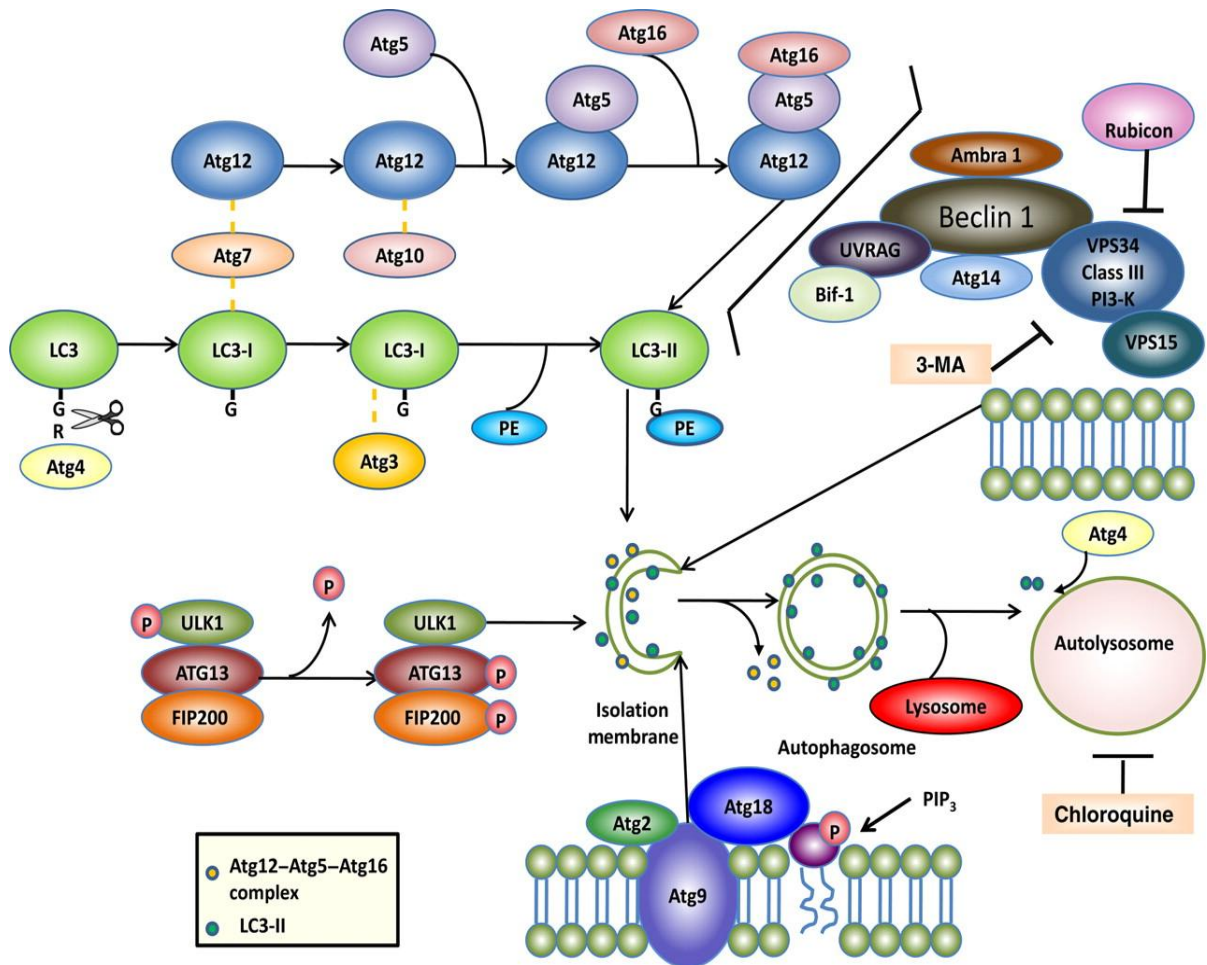 Atg5
Atg16
Atg16
Atg5
Atg5
Atg12
Atg12
Atg12
Atg12
Rubicon
Ambra 1
Beclin 1
UVRAG
Bif-1
Atg14
VPS34
Class III
PI3-K
VPS15
3-MA
Atg7
Atg10
LC3
LC3-I
LC3-I
LC3-II
G
R
G
G
G
PE
PE
Atg4
Atg3
Atg4
P
P
ULK1
ULK1
ATG13
ATG13
P
FIP200
FIP200
P
Isolation
membrane
Autophagosome
Lysosome
Autolysosome
Chloroquine
Atg2
Atg18
P
PIP3
Atg9
Atg12–Atg5–Atg16
complex
LC3-II